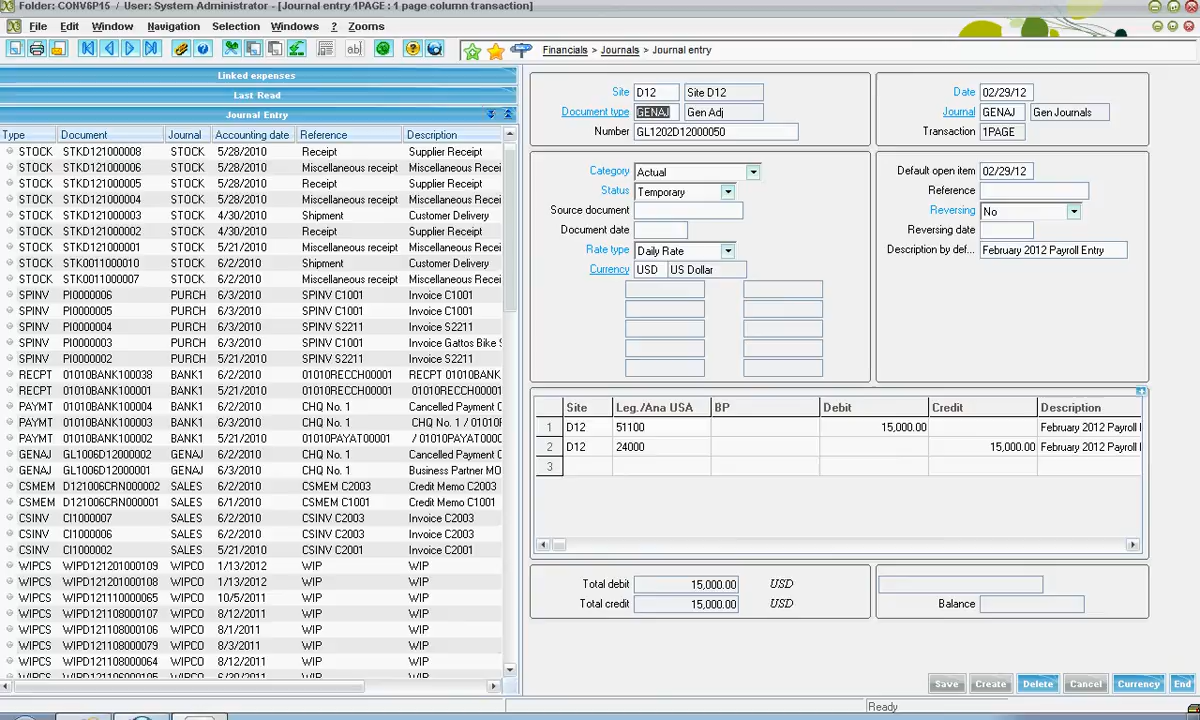 Folder: CONV6P15 / User: System Administrator - [Journal entry 1PAGE : 1 page column transaction]
File Edit Window Navigation Selection Windows ? Zooms
Financials > Journals > Journal entry
Linked expenses
Last Read
Journal Entry
Type Document Journal Accounting date Reference Description
STOCK STKD121000008 STOCK 5/28/2010 Receipt Supplier Receipt
STOCK STKD121000006 STOCK 5/28/2010 Miscellaneous receipt Miscellaneous Recei
STOCK STKD121000005 STOCK 5/28/2010 Receipt Supplier Receipt
STOCK STKD121000004 STOCK 5/28/2010 Miscellaneous receipt Miscellaneous Recei
STOCK STKD121000003 STOCK 4/30/2010 Shipment Customer Delivery
STOCK STKD121000002 STOCK 4/30/2010 Receipt Supplier Receipt
STOCK STKD121000001 STOCK 5/21/2010 Miscellaneous receipt Miscellaneous Recei
STOCK STK0011000010 STOCK 6/2/2010 Shipment Customer Delivery
STOCK STK0011000007 STOCK 5/28/2010 Miscellaneous receipt Miscellaneous Recei
SPINV PI0000006 PURCH 6/3/2010 SPINV C1001 Invoice C1001
SPINV PI0000005 PURCH 6/3/2010 SPINV C1001 Invoice C1001
SPINV PI0000004 PURCH 6/3/2010 SPINV S2211 Invoice S2211
SPINV PI0000003 PURCH 6/3/2010 SPINV C1001 Invoice Gattos Bike S
SPINV PI0000002 PURCH 5/21/2010 SPINV S2211 Invoice S2211
RECPT 01010BANK100038 BANK1 6/2/2010 01010RECCH00001 RECPT 01010BANK1
RECPT 01010BANK100001 BANK1 5/21/2010 01010RECCH00001 01010RECCH00001
PAYMT 01010BANK100004 BANK1 6/2/2010 CHQ No. 1 Cancelled Payment C
PAYMT 01010BANK100003 BANK1 6/2/2010 CHQ No. 1 CHQ No. 1 / 01010
PAYMT 01010BANK100002 BANK1 5/21/2010 01010PAYAT00001 / 01010PAYAT0000
GENAJ GL1006D12000002 GENAJ 6/2/2010 CHQ No. 1 Cancelled Payment C
GENAJ GL1006D12000001 GENAJ 6/3/2010 CHQ No. 1 Business Partner MO
CSMEM D121006CRN000002 SALES 6/2/2010 CSMEM C2003 Credit Memo C2003
CSMEM D121006CRN000001 SALES 6/1/2010 CSMEM C1001 Credit Memo C1001
CSINV CI1000007 SALES 6/2/2010 CSINV C2003 Invoice C2003
CSINV CI1000006 SALES 6/2/2010 CSINV C2003 Invoice C2003
CSINV CI1000002 SALES 5/21/2010 CSINV C2001 Invoice C2001
WIPCS WIPD121201000109 WIPCO 1/13/2012 WIP WIP
WIPCS WIPD121201000108 WIPCO 1/13/2012 WIP WIP
WIPCS WIPD121110000065 WIPCO 10/5/2011 WIP WIP
WIPCS WIPD121108000107 WIPCO 8/12/2011 WIP WIP
WIPCS WIPD121108000106 WIPCO 8/1/2011 WIP WIP
WIPCS WIPD121108000079 WIPCO 8/3/2011 WIP WIP
WIPCS WIPD121108000064 WIPCO 8/12/2011 WIP WIP
Site D12 Site D12
Document type GENAJ Gen Adj
Number GL1202D12000050
Date 02/29/12
Journal GENAJ Gen Journals
Transaction 1PAGE
Category Actual
Status Temporary
Source document
Document date
Rate type Daily Rate
Currency USD US Dollar
Default open item 02/29/12
Reference
Reversing No
Reversing date
Description by def... February 2012 Payroll Entry
Site Leg./Ana USA BP Debit Credit Description
1 D12 51100 15,000.00 February 2012 Payroll
2 D12 24000 15,000.00 February 2012 Payroll
3
Total debit 15,000.00 USD
Total credit 15,000.00 USD
Balance
Save Create Delete Cancel Currency End
Ready